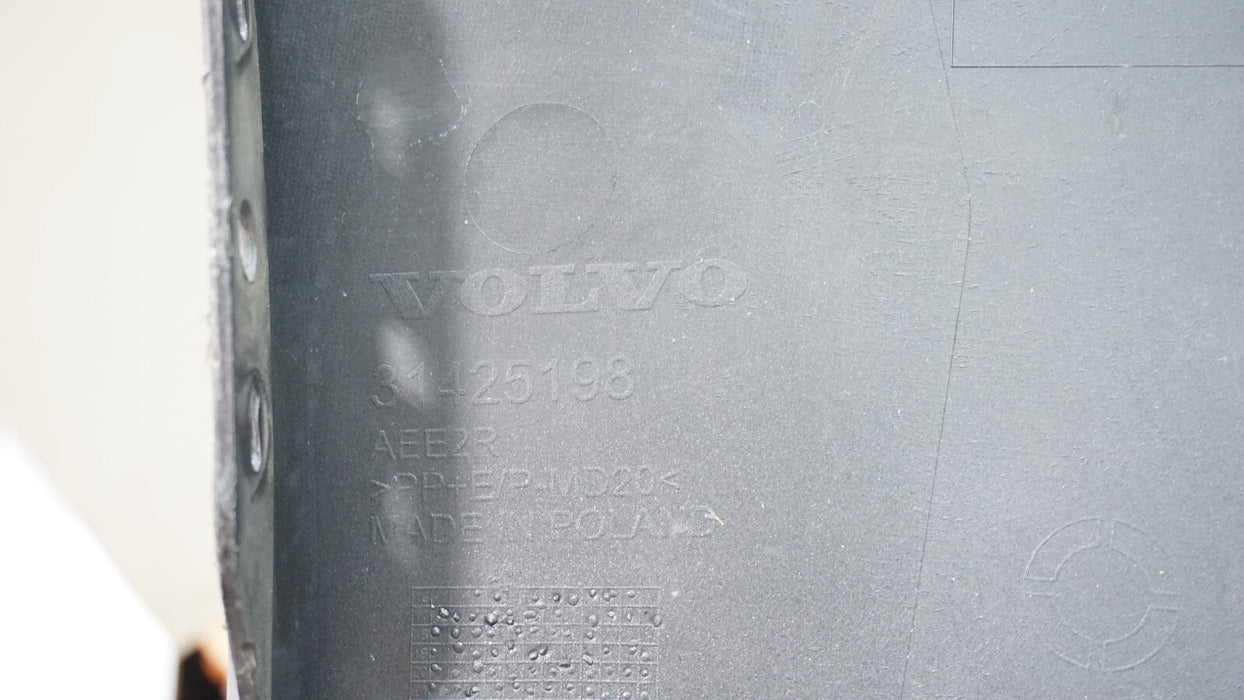 VOLVO
31425198
AEE2R
>PP+E/P-MD20<
MADE IN POLAND